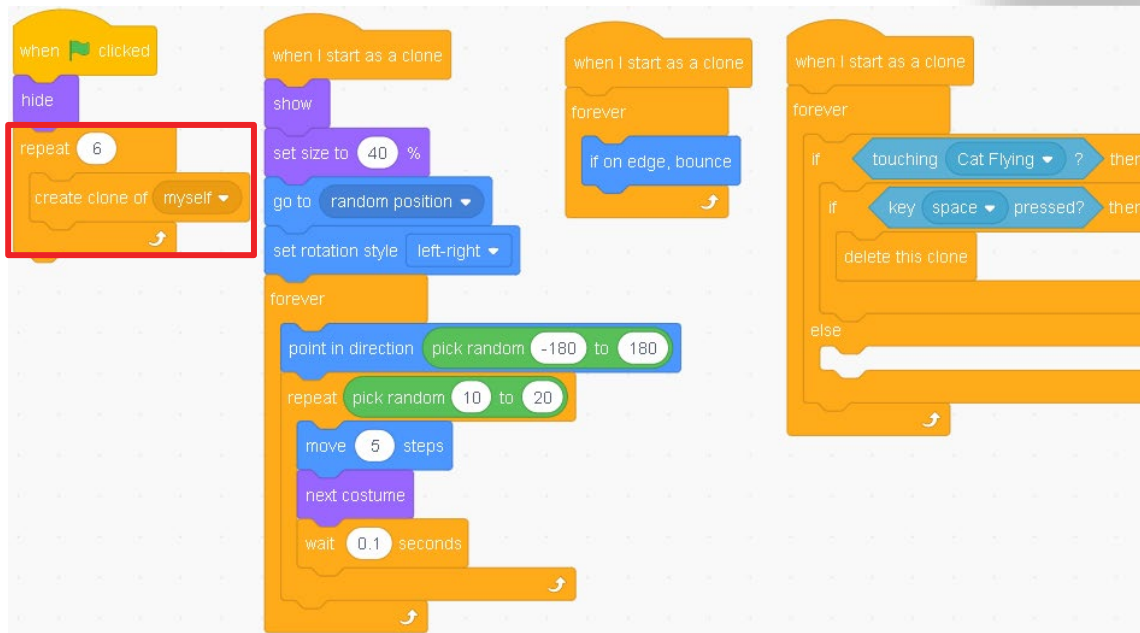 when clicked
hide
repeat 6
create clone of myself
when I start as a clone
show
set size to 40 %
go to random position
set rotation style left-right
forever
point in direction pick random -180 to 180
repeat pick random 10 to 20
move 5 steps
next costume
wait 0.1 seconds
when I start as a clone
forever
if on edge, bounce
when I start as a clone
forever
if touching Cat Flying ? then
if key space pressed? then
delete this clone
else